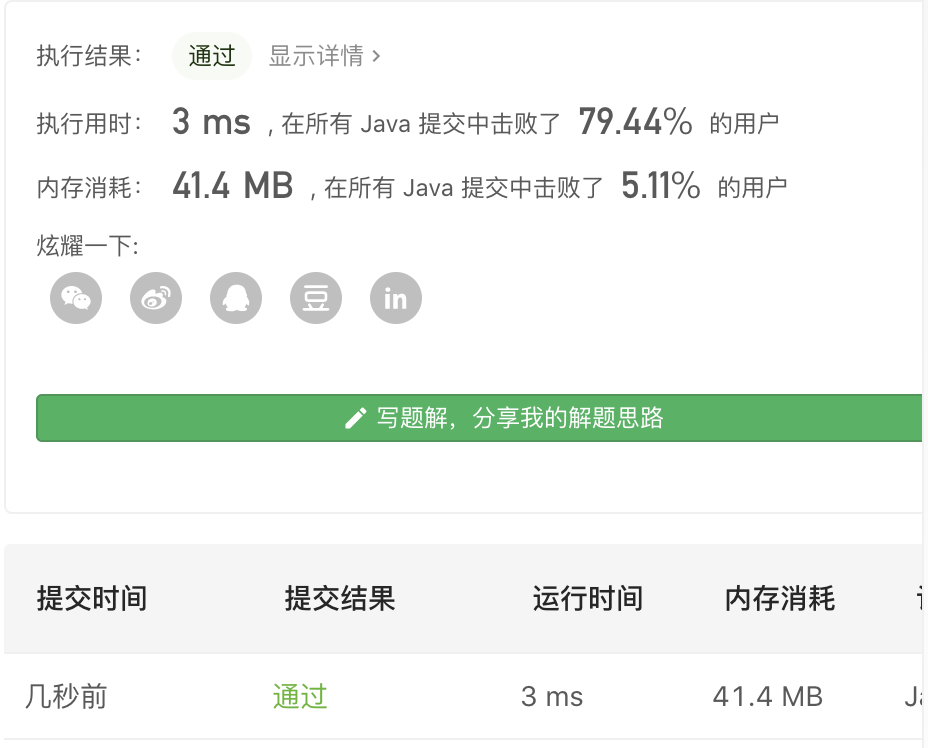 执行结果： 通过 显示详情 >
执行用时： 3 ms , 在所有 Java 提交中击败了 79.44% 的用户
内存消耗： 41.4 MB , 在所有 Java 提交中击败了 5.11% 的用户
炫耀一下:
豆 in
写题解，分享我的解题思路
提交时间 提交结果 运行时间 内存消耗
几秒前 通过 3 ms 41.4 MB